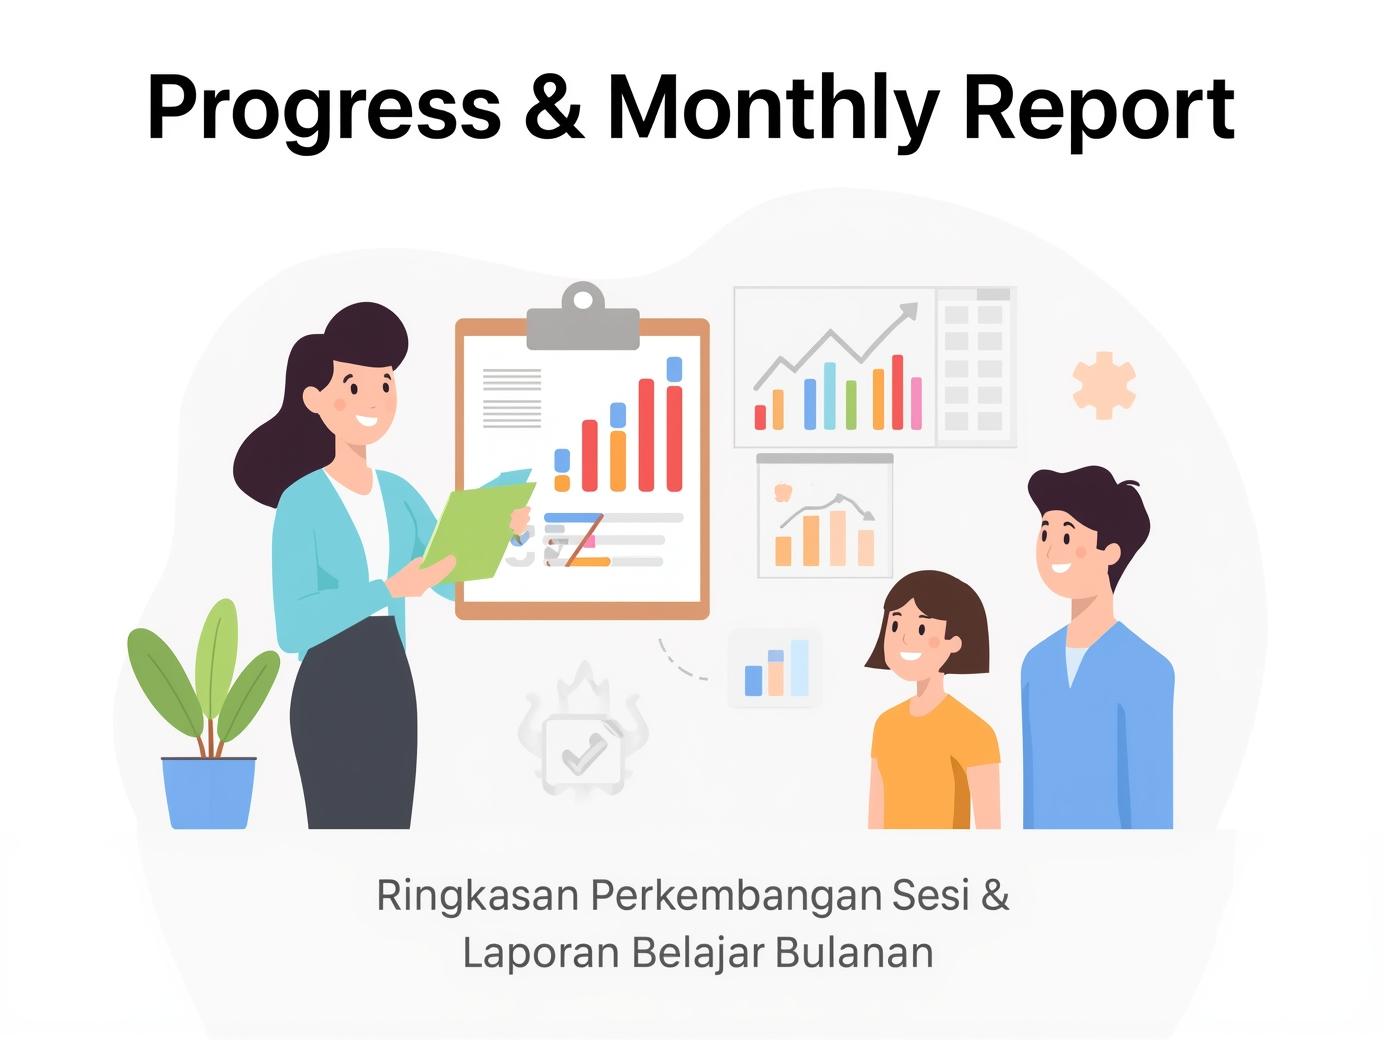 Progress & Monthly Report
Ringkasan Perkembangan Sesi &
Laporan Belajar Bulanan